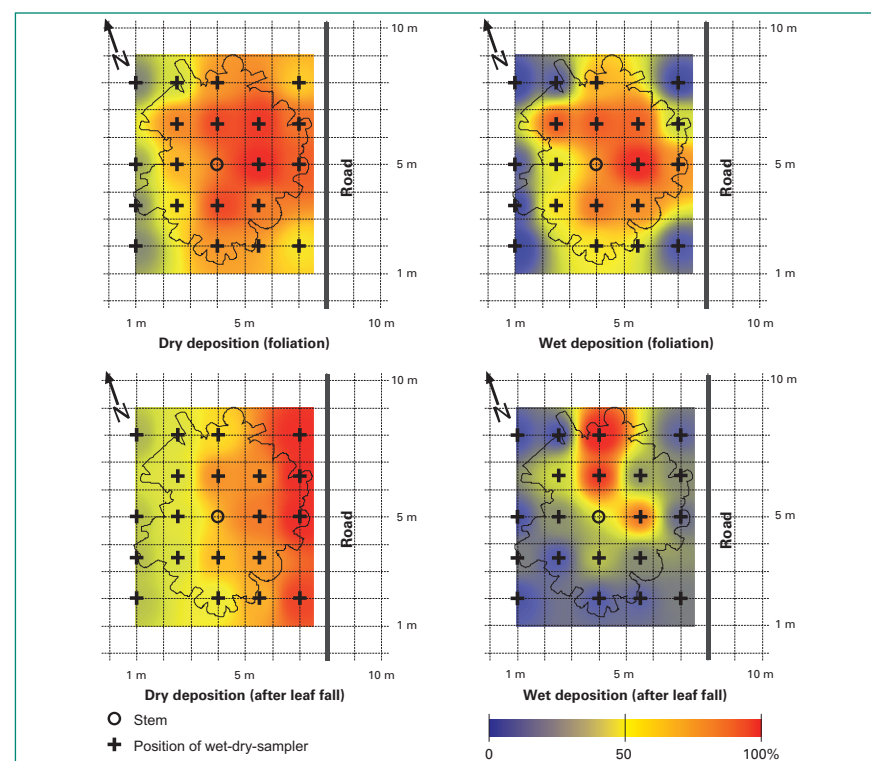 10 m
10 m
N
N
5 m
Road
5 m
Road
1 m
1 m
1 m 5 m 10 m
1 m 5 m 10 m
Dry deposition (foliation)
Wet deposition (foliation)
10 m
10 m
N
N
5 m
Road
5 m
Road
1 m
1 m
1 m 5 m 10 m
1 m 5 m 10 m
Dry deposition (after leaf fall)
Wet deposition (after leaf fall)
Stem
Position of wet-dry-sampler
0 50 100%